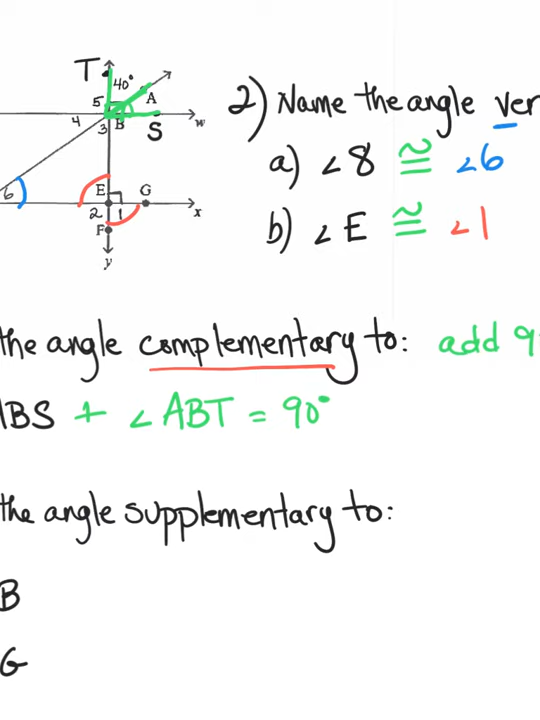 T
40°
5
A
4
B
w
3
S
6
E
G
2
1
x
F
y
2) Name the angle ver
a) ∠8 ≅ ∠6
b) ∠E ≅ ∠1
the angle complementary to: add 9
ABS + ∠ABT = 90°
the angle supplementary to:
B
G